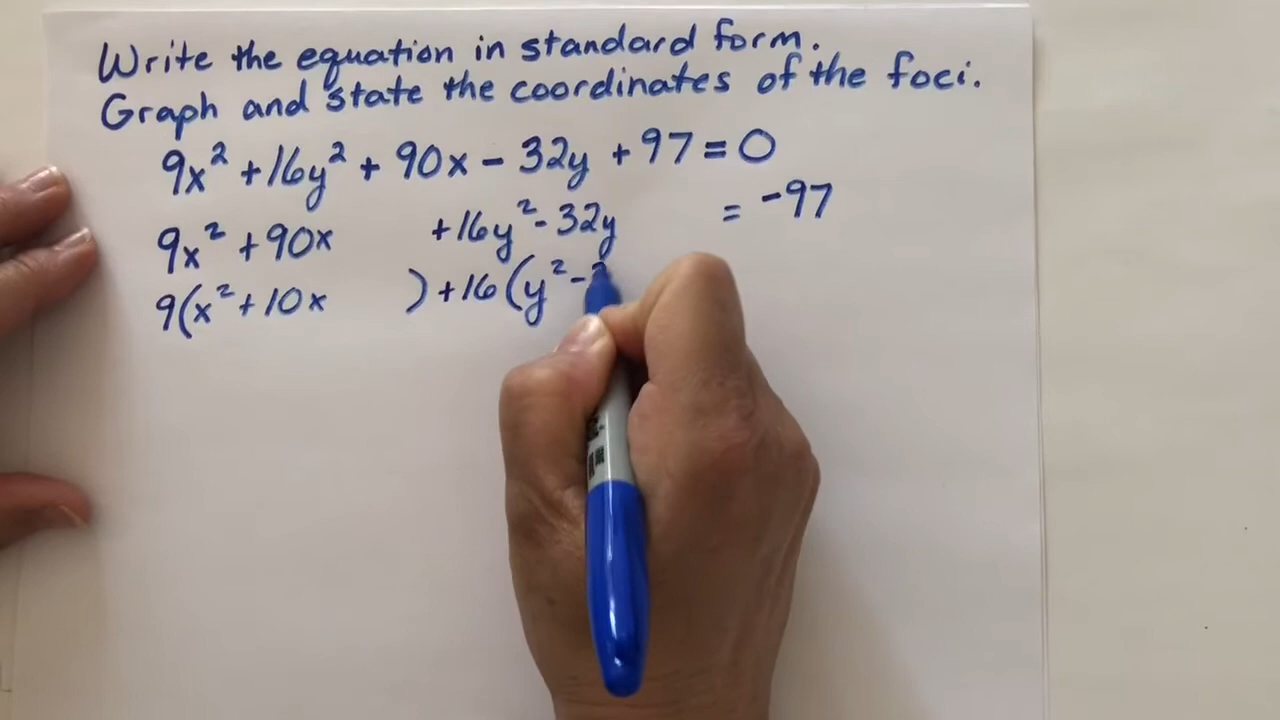 Write the equation in standard form.
Graph and state the coordinates of the foci.
9x² + 16y² + 90x - 32y + 97 = 0
9x² + 90x + 16y² - 32y = -97
9(x² + 10x ) + 16(y² -